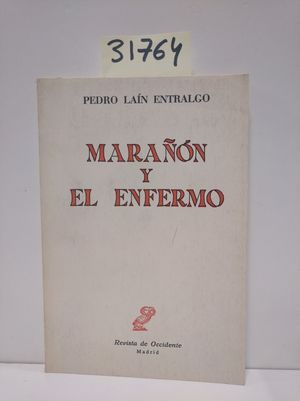 31764
PEDRO LAÍN ENTRALGO
MARAÑÓN
Y
EL ENFERMO
Revista de Occidente
Madrid